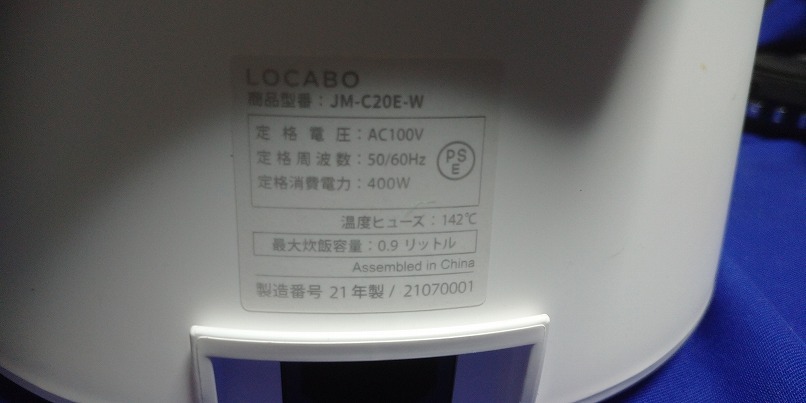 LOCABO
商品型番：JM-C20E-W
定格電圧：AC100V
定格周波数：50/60Hz
定格消費電力：400W
PS
E
温度ヒューズ：142℃
最大炊飯容量：0.9 リットル
Assembled in China
製造番号 21年製 / 21070001